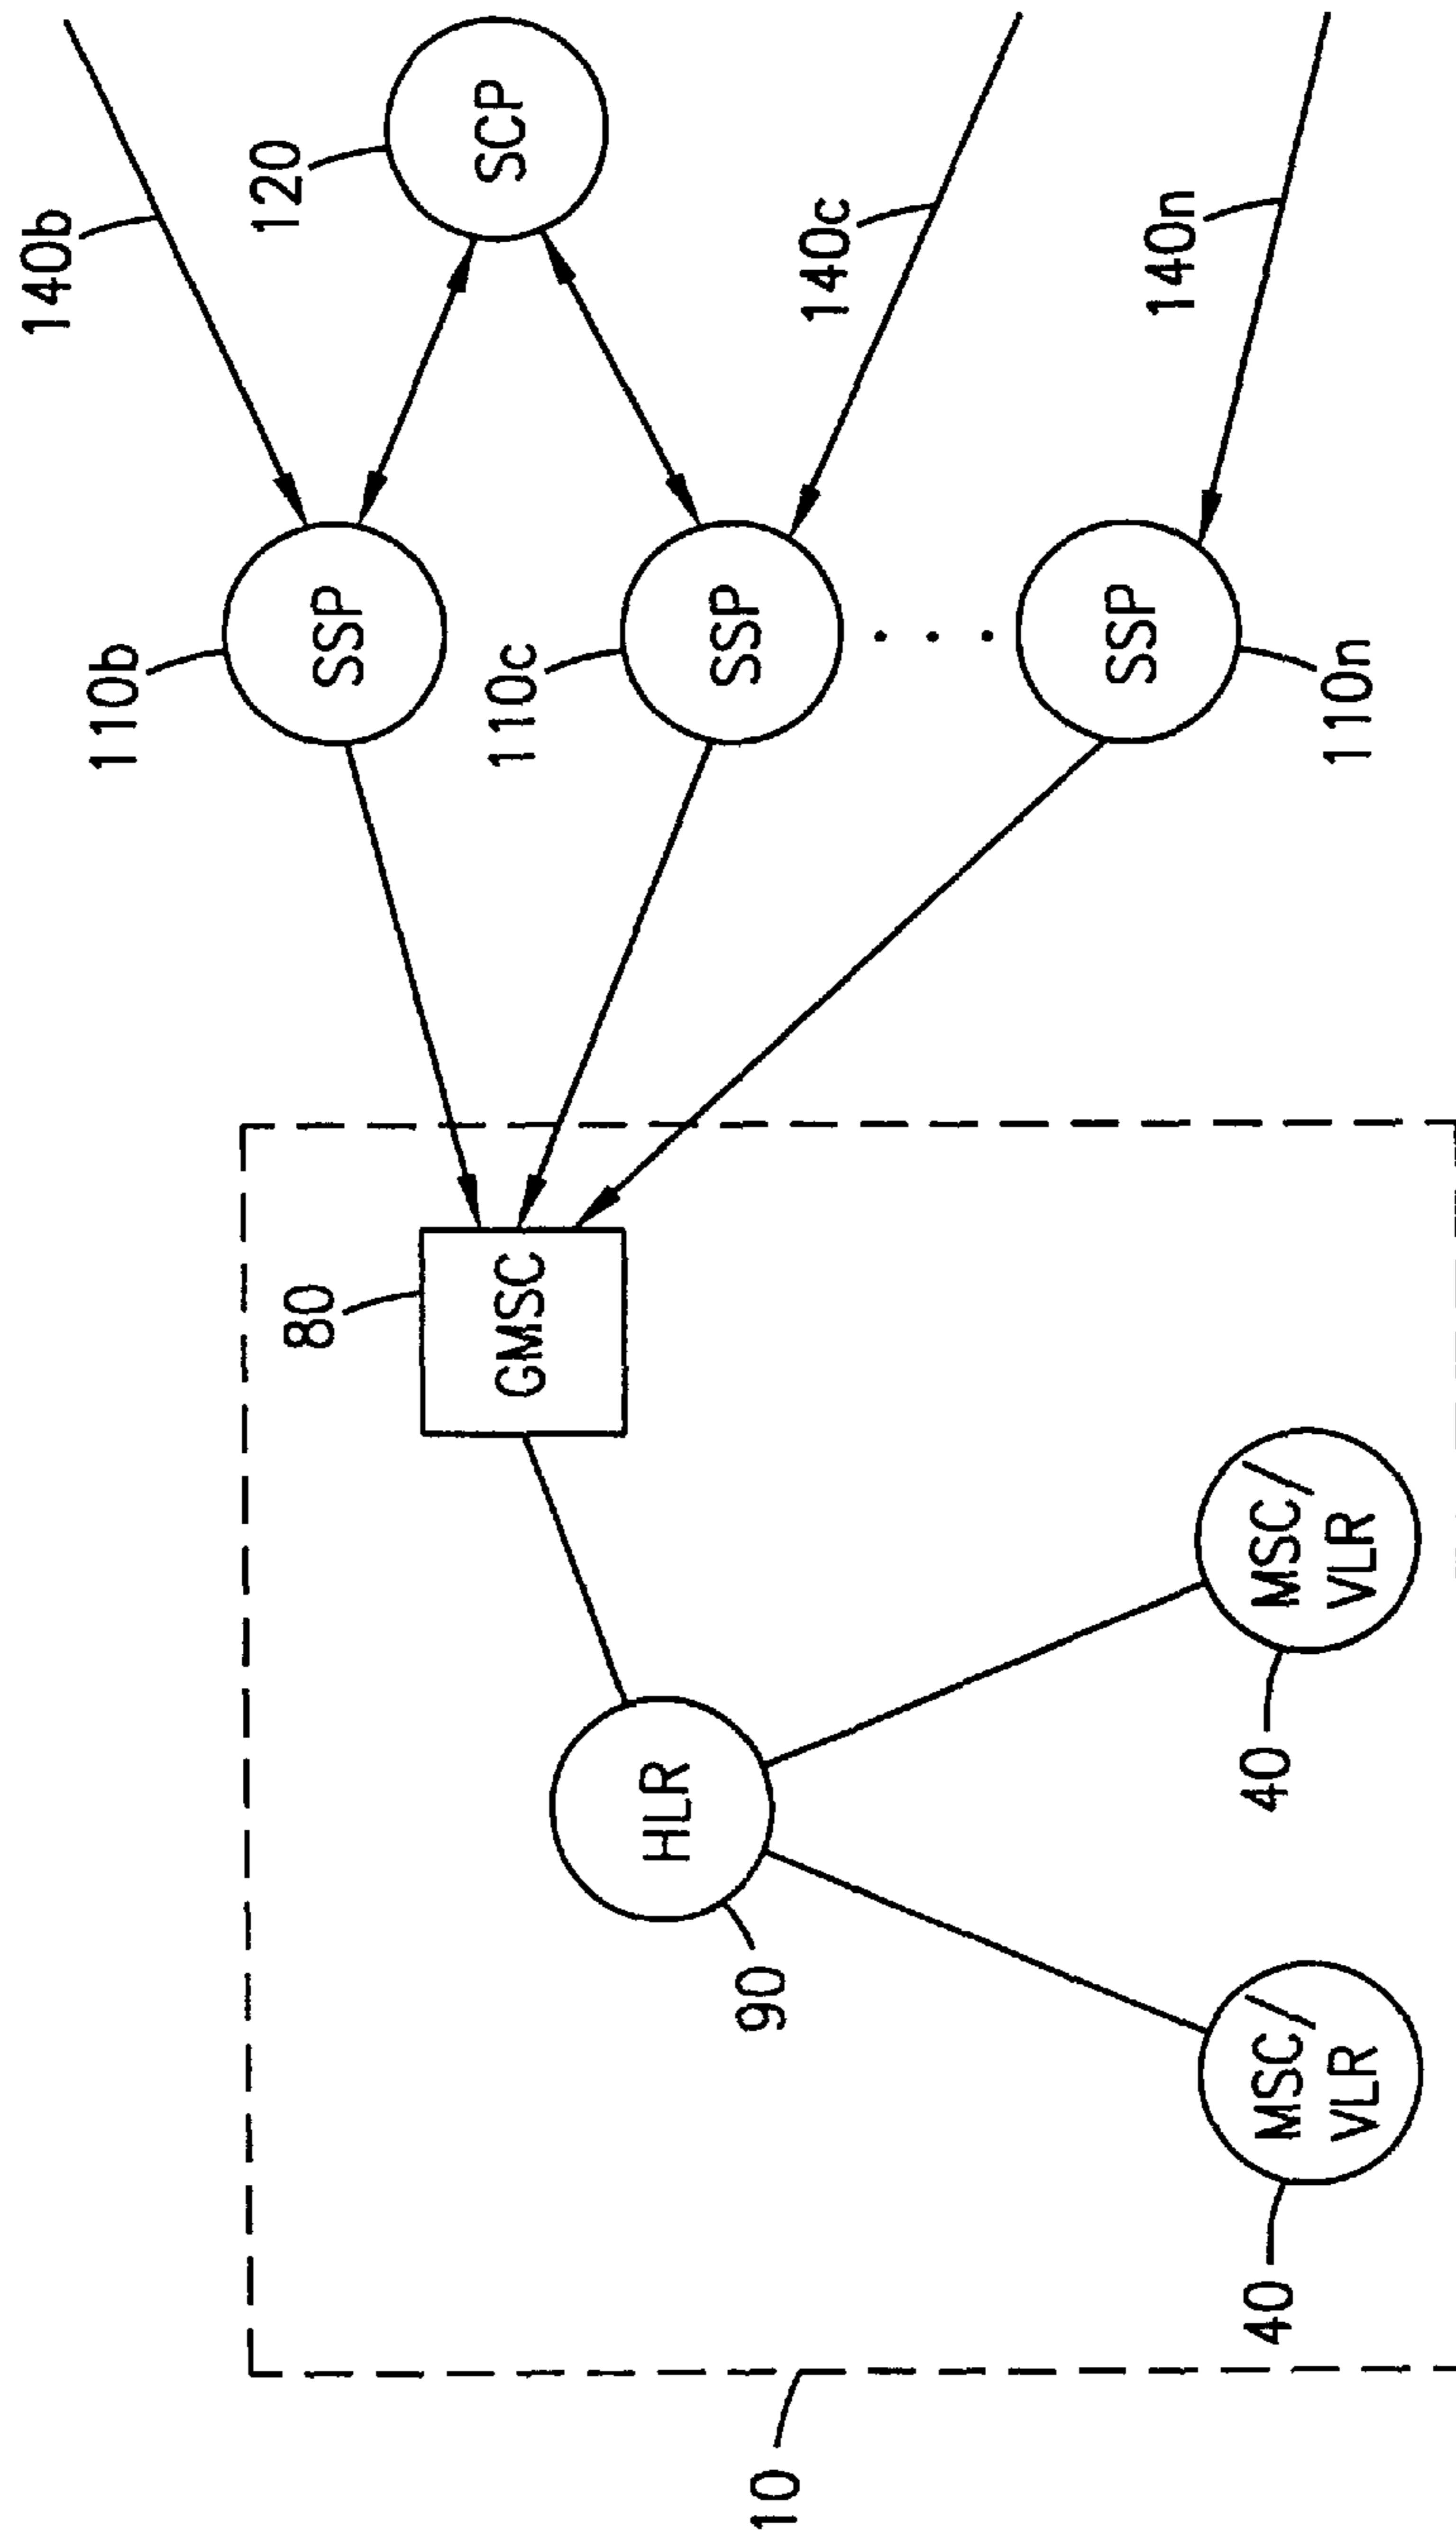 140b
120
SCP
140c
140n
110b
SSP
110c
SSP
SSP
110n
80
GMSC
HLR
90
MSC/
VLR
40
MSC/
VLR
40
10